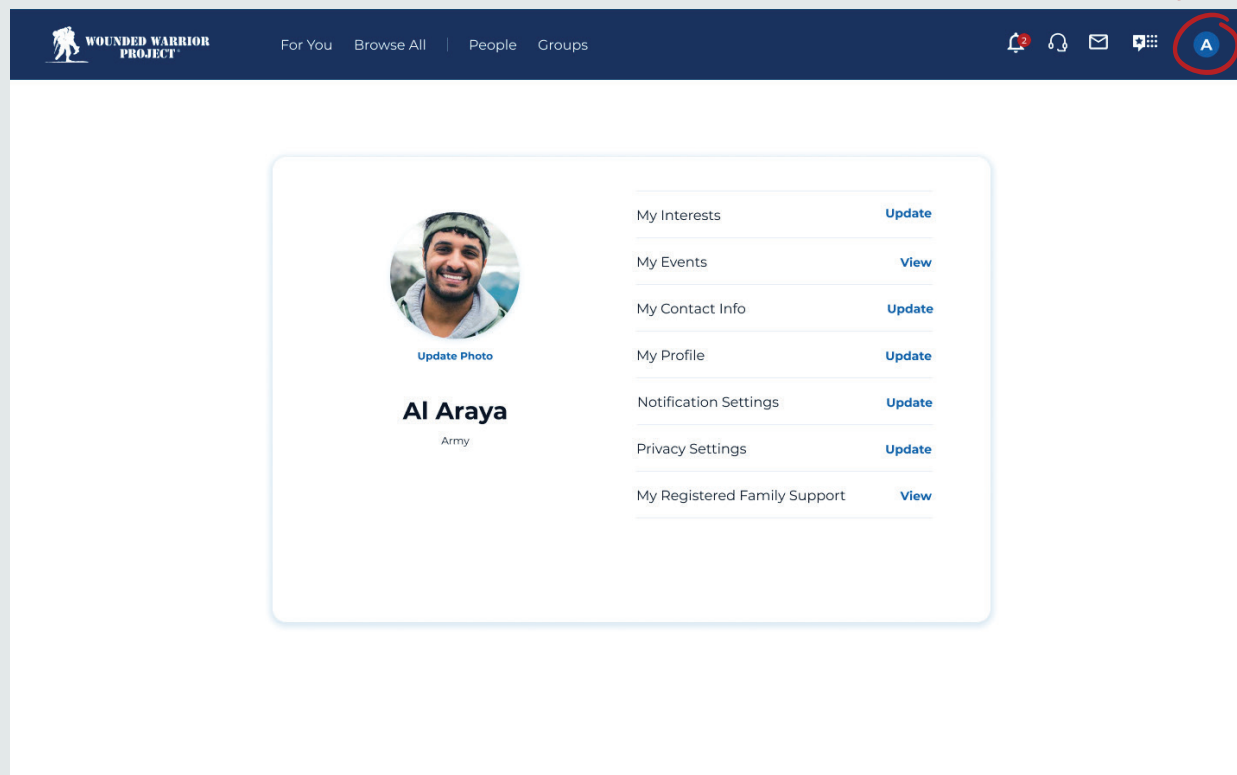 WOUNDED WARRIOR
PROJECT
For You Browse All | People Groups
2
A
Update Photo
Al Araya
Army
My Interests Update
My Events View
My Contact Info Update
My Profile Update
Notification Settings Update
Privacy Settings Update
My Registered Family Support View